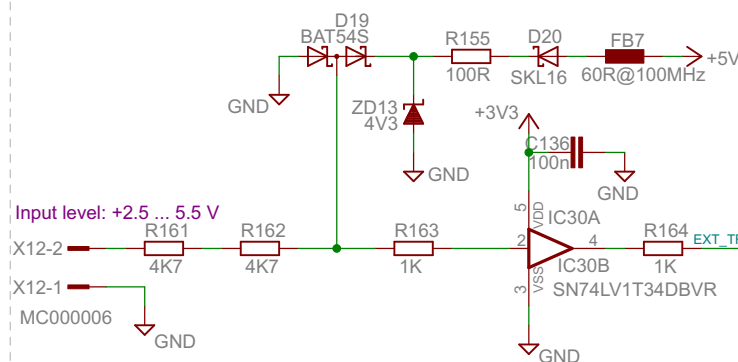 D19
BAT54S
R155
100R
D20
SKL16
FB7
60R@100MHz
+5V
GND
ZD13
4V3
GND
+3V3
C136
100n
GND
Input level: +2.5 ... 5.5 V
X12-2
R161
4K7
R162
4K7
R163
1K
5
VDD
IC30A
2
4
IC30B
R164
1K
EXT_TR
X12-1
VSS
3
SN74LV1T34DBVR
MC000006
GND
GND